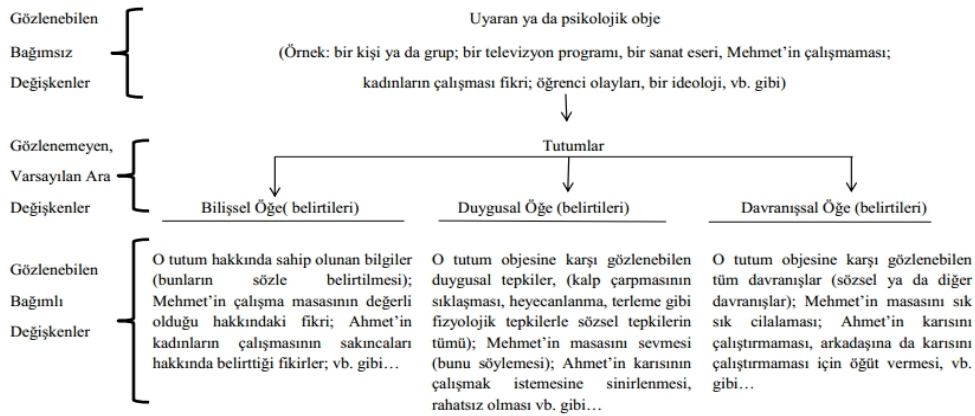 Gözlenebilen
Bağımsız
Değişkenler
Uyaran ya da psikolojik obje
(Örnek: bir kişi ya da grup; bir televizyon programı, bir sanat eseri, Mehmet'in çalışmaması;
kadınların çalışması fikri; öğrenci olayları, bir ideoloji, vb. gibi)
Gözlenemeyen,
Varsayılan Ara
Değişkenler
Tutumlar
Bilişsel Öğe( belirtileri)
Duygusal Öğe (belirtileri)
Davranışsal Öğe (belirtileri)
Gözlenebilen
Bağımlı
Değişkenler
O tutum hakkında sahip olunan bilgiler
(bunların sözle belirtilmesi);
Mehmet'in çalışma masasının değerli
olduğu hakkındaki fikri; Ahmet'in
kadınların çalışmasının sakıncaları
hakkında belirttiği fikirler; vb. gibi…
O tutum objesine karşı gözlenebilen
duygusal tepkiler, (kalp çarpmasının
sıklaşması, heyecanlanma, terleme gibi
fizyolojik tepkilerle sözsel tepkilerin
tümü); Mehmet'in masasını sevmesi
(bunu söylemesi); Ahmet'in karısının
çalışmak istemesine sinirlenmesi,
rahatsız olması vb. gibi…
O tutum objesine karşı gözlenebilen
tüm davranışlar (sözsel ya da diğer
davranışlar); Mehmet'in masasını sık
sık cilalaması; Ahmet'in karısını
çalıştırmaması, arkadaşına da karısını
çalıştırmaması için öğüt vermesi, vb.
gibi…